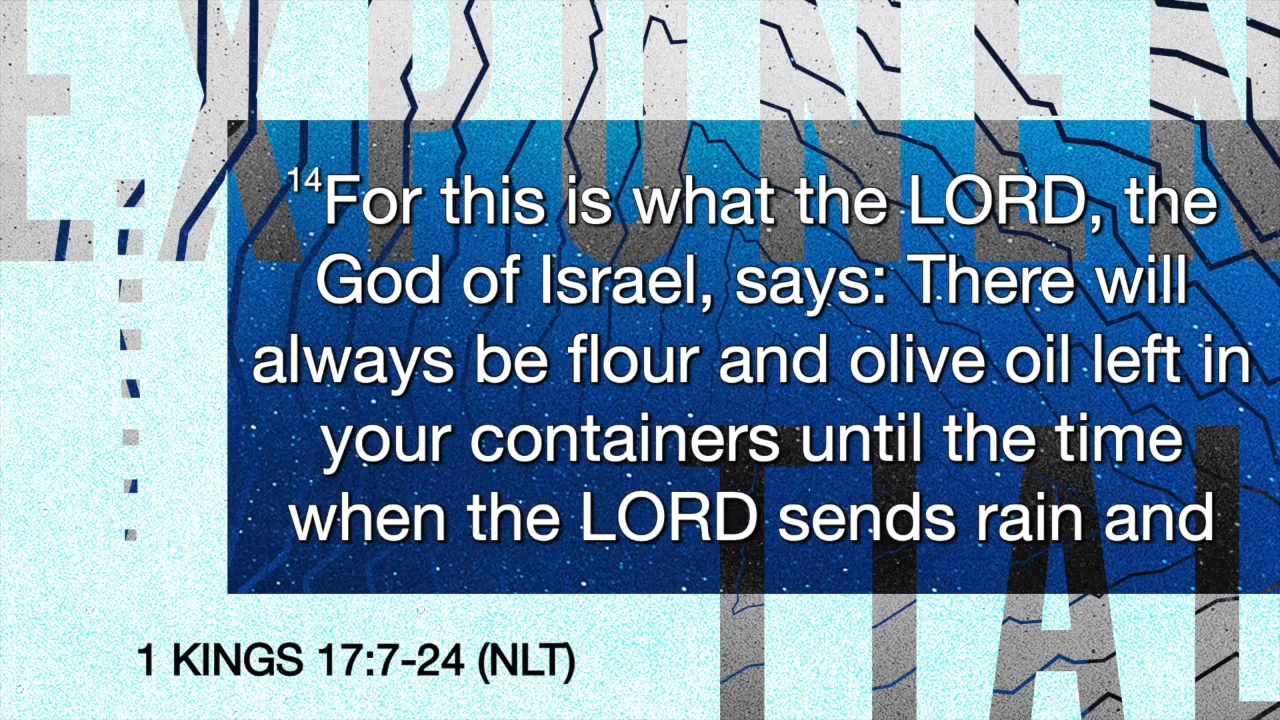 EXPONEN
¹⁴For this is what the LORD, the
God of Israel, says: There will
always be flour and olive oil left in
your containers until the time
when the LORD sends rain and
TIAL
1 KINGS 17:7-24 (NLT)